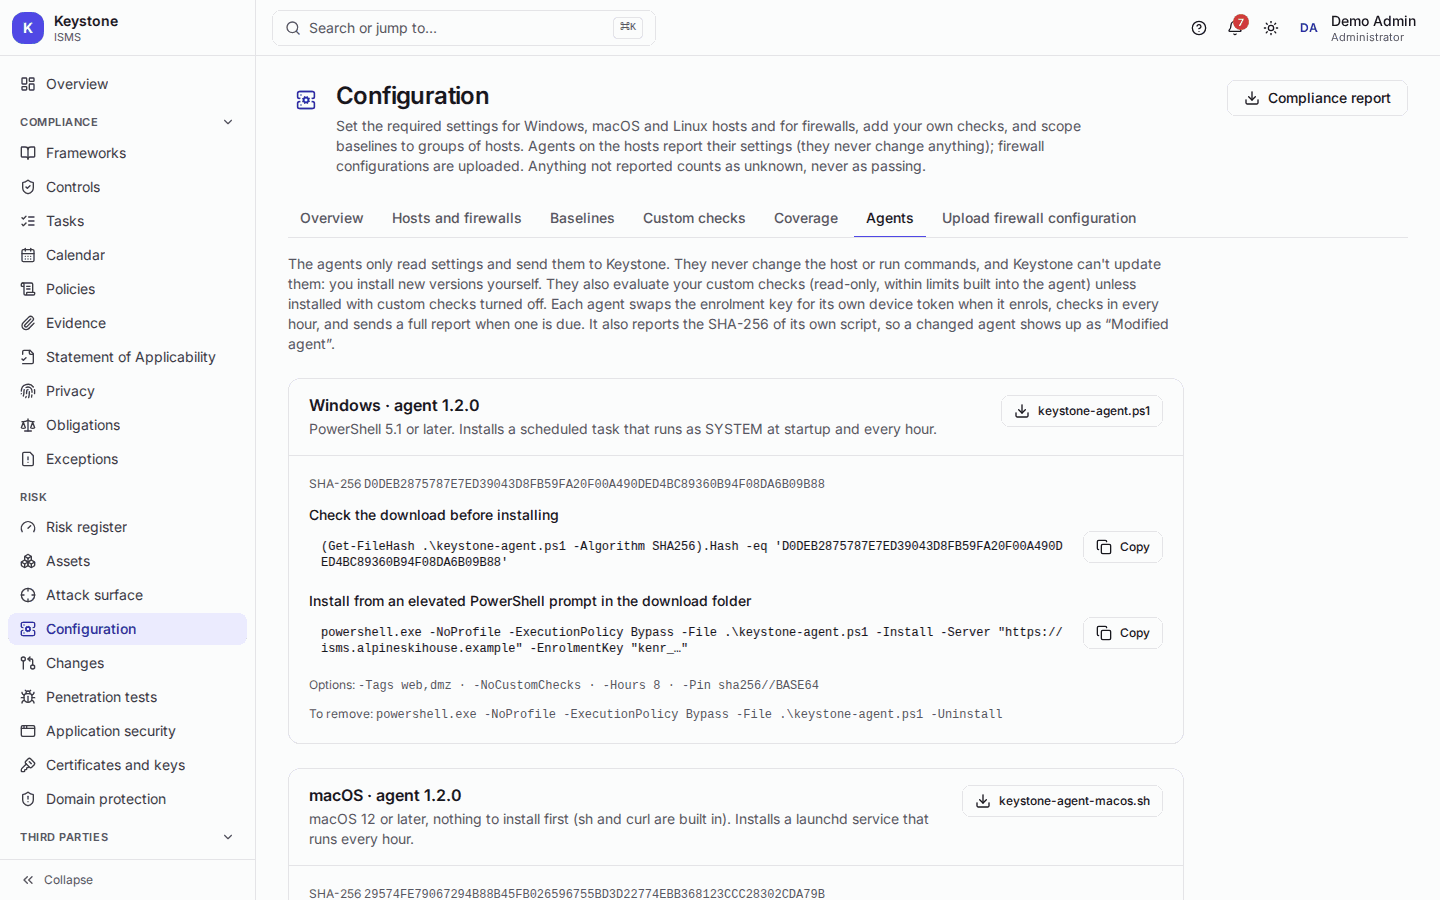 K
Keystone
ISMS
Search or jump to...
⌘K
7
DA
Demo Admin
Administrator
Overview
COMPLIANCE
Frameworks
Controls
Tasks
Calendar
Policies
Evidence
Statement of Applicability
Privacy
Obligations
Exceptions
RISK
Risk register
Assets
Attack surface
Configuration
Changes
Penetration tests
Application security
Certificates and keys
Domain protection
THIRD PARTIES
Collapse
Configuration
Compliance report
Set the required settings for Windows, macOS and Linux hosts and for firewalls, add your own checks, and scope
baselines to groups of hosts. Agents on the hosts report their settings (they never change anything); firewall
configurations are uploaded. Anything not reported counts as unknown, never as passing.
Overview
Hosts and firewalls
Baselines
Custom checks
Coverage
Agents
Upload firewall configuration
The agents only read settings and send them to Keystone. They never change the host or run commands, and Keystone can't update
them: you install new versions yourself. They also evaluate your custom checks (read-only, within limits built into the agent) unless
installed with custom checks turned off. Each agent swaps the enrolment key for its own device token when it enrols, checks in every
hour, and sends a full report when one is due. It also reports the SHA-256 of its own script, so a changed agent shows up as “Modified
agent”.
Windows · agent 1.2.0
PowerShell 5.1 or later. Installs a scheduled task that runs as SYSTEM at startup and every hour.
keystone-agent.ps1
SHA-256 D0DEB2875787E7ED39043D8FB59FA20F00A490DED4BC89360B94F08DA6B09B88
Check the download before installing
(Get-FileHash .\keystone-agent.ps1 -Algorithm SHA256).Hash -eq 'D0DEB2875787E7ED39043D8FB59FA20F00A490D
ED4BC89360B94F08DA6B09B88'
Copy
Install from an elevated PowerShell prompt in the download folder
powershell.exe -NoProfile -ExecutionPolicy Bypass -File .\keystone-agent.ps1 -Install -Server "https://
isms.alpineskihouse.example" -EnrolmentKey "kenr_…"
Copy
Options: -Tags web,dmz · -NoCustomChecks · -Hours 8 · -Pin sha256//BASE64
To remove: powershell.exe -NoProfile -ExecutionPolicy Bypass -File .\keystone-agent.ps1 -Uninstall
macOS · agent 1.2.0
macOS 12 or later, nothing to install first (sh and curl are built in). Installs a launchd service that
runs every hour.
keystone-agent-macos.sh
SHA-256 29574FE79067294B88B45FB026596755BD3D22774EBB368123CCC28302CDA79B